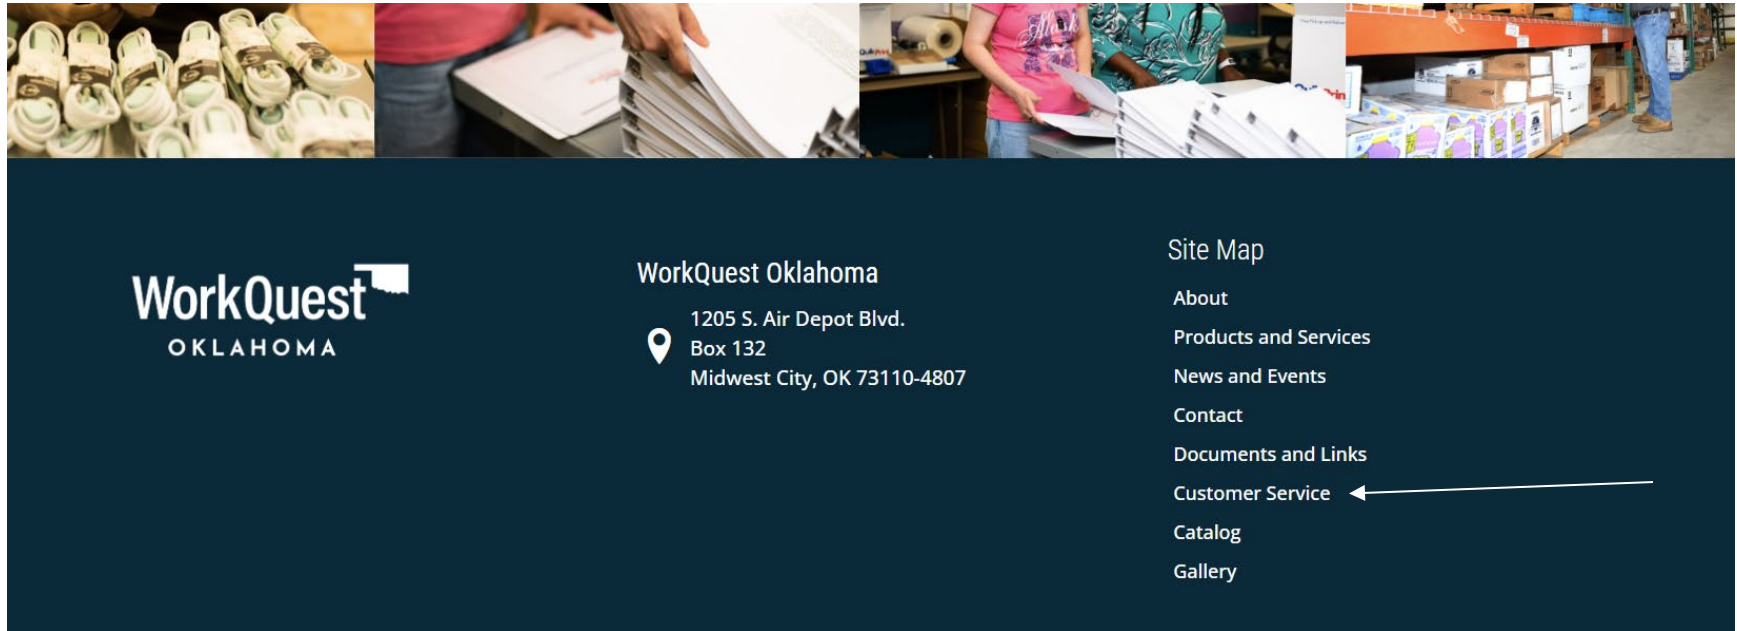 Alask
WorkQuest
OKLAHOMA
WorkQuest Oklahoma
1205 S. Air Depot Blvd.
Box 132
Midwest City, OK 73110-4807
Site Map
About
Products and Services
News and Events
Contact
Documents and Links
Customer Service
Catalog
Gallery